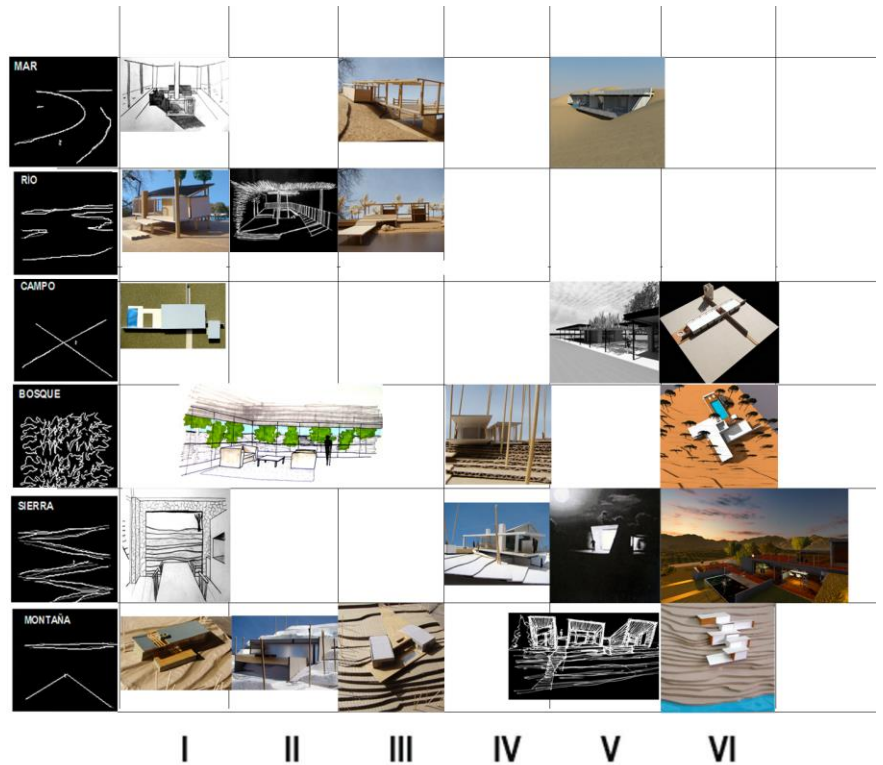 MAR
RIO
CAMPO
BOSQUE
SIERRA
MONTAÑA
I II III IV V VI